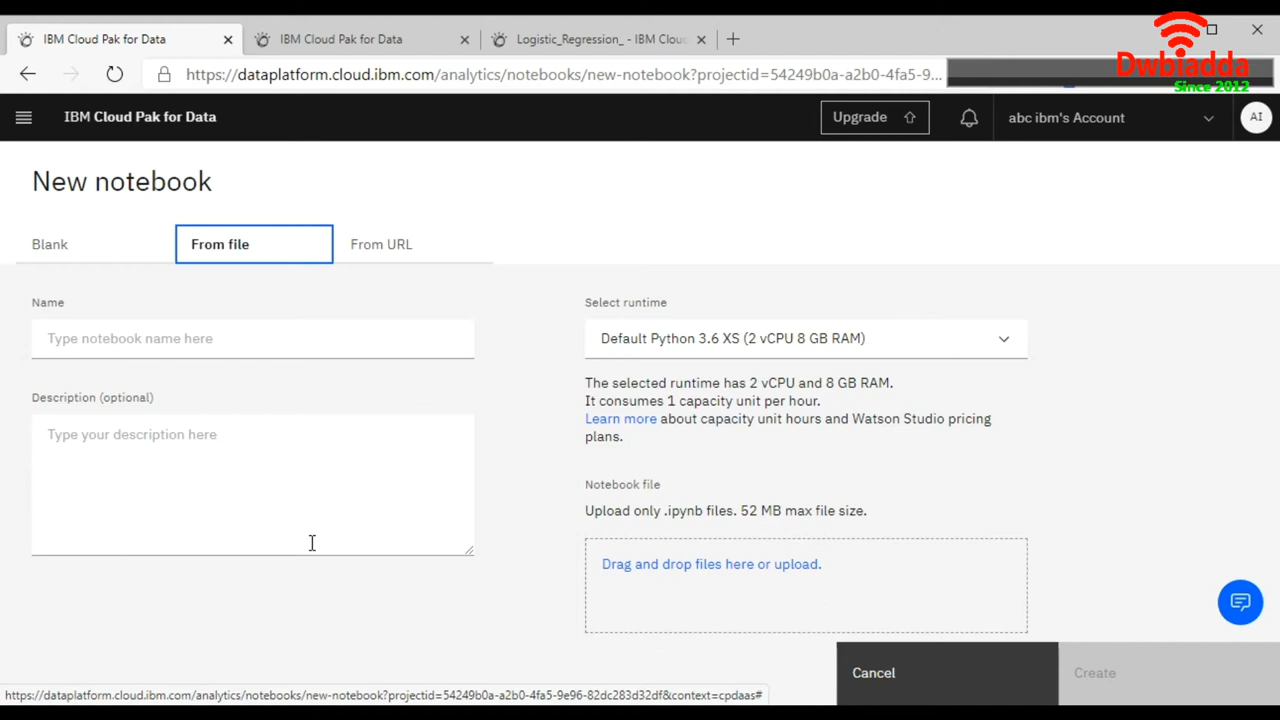 IBM Cloud Pak for Data
IBM Cloud Pak for Data
Logistic_Regression_ - IBM Clou
https://dataplatform.cloud.ibm.com/analytics/notebooks/new-notebook?projectid=54249b0a-a2b0-4fa5-9...
Dwbiadda
Since 2012
IBM Cloud Pak for Data
Upgrade
abc ibm's Account
AI
New notebook
Blank
From file
From URL
Name
Type notebook name here
Description (optional)
Type your description here
Select runtime
Default Python 3.6 XS (2 vCPU 8 GB RAM)
The selected runtime has 2 vCPU and 8 GB RAM.
It consumes 1 capacity unit per hour.
Learn more about capacity unit hours and Watson Studio pricing
plans.
Notebook file
Upload only .ipynb files. 52 MB max file size.
Drag and drop files here or upload.
Cancel
Create
https://dataplatform.cloud.ibm.com/analytics/notebooks/new-notebook?projectid=54249b0a-a2b0-4fa5-9e96-82dc283d32df&context=cpdaas#